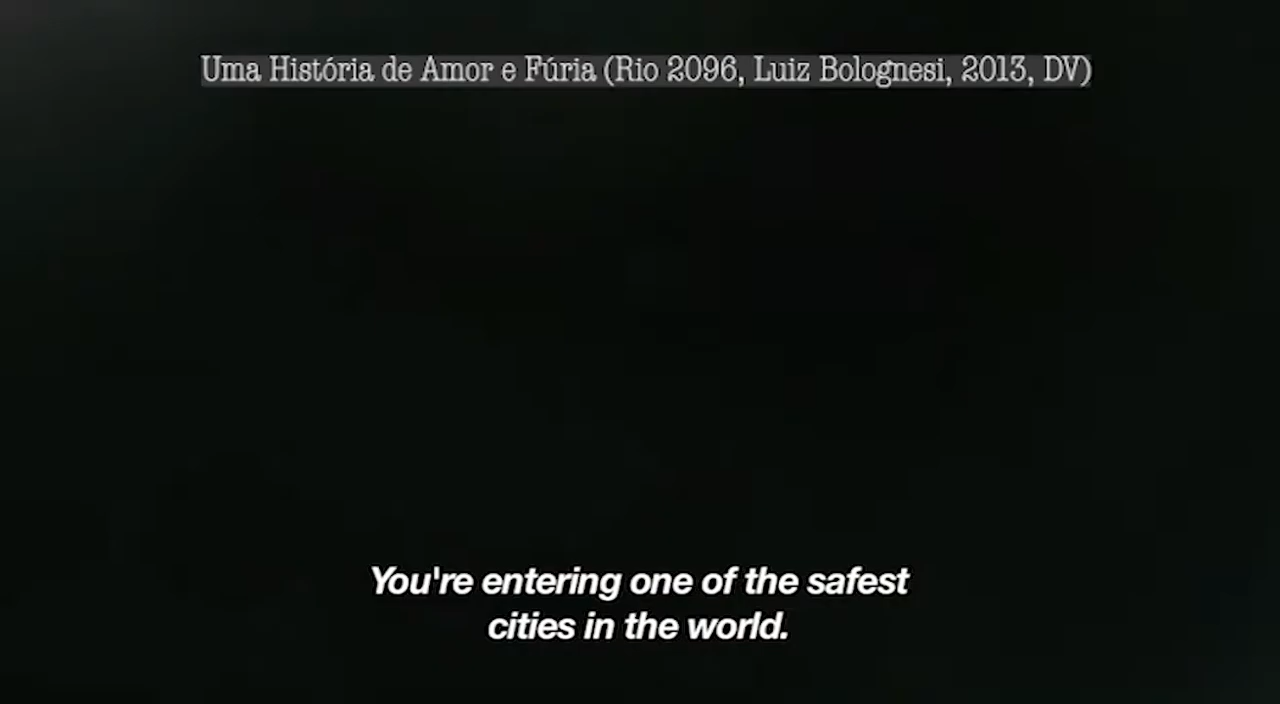 Uma História de Amor e Fúria (Rio 2096, Luiz Bolognesi, 2013, DV)
You're entering one of the safest
cities in the world.